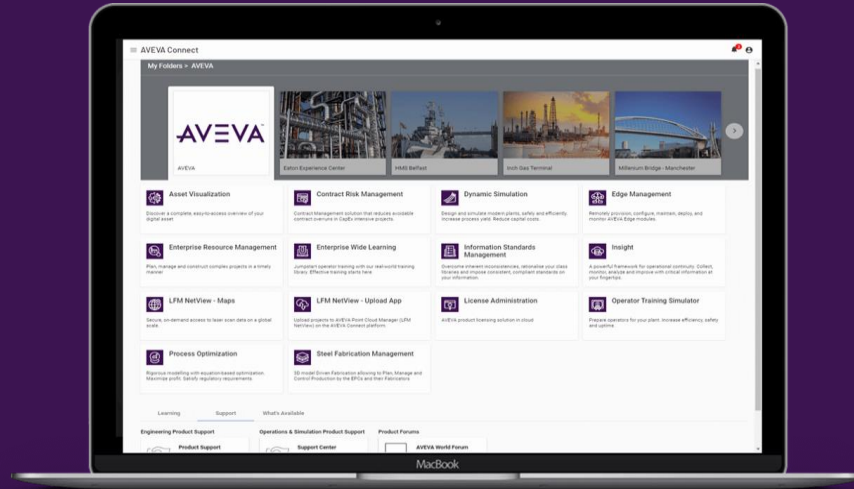 AVEVA Connect
My Folders > AVEVA
AVEVA
AVEVA
Eaton Experience Center
HMS Belfast
Inch Gas Terminal
Millenium Bridge - Manchester
Asset Visualization
Discover a complete, easy-to-access overview of your
digital asset
Contract Risk Management
Contract Management solution that reduces avoidable
contract overruns in CapEx intensive projects.
Dynamic Simulation
Design and simulate modern plants, safely and efficiently,
increase process yield. Reduce capital costs.
Edge Management
Remotely provision, configure, maintain, deploy, and
monitor AVEVA Edge modules.
Enterprise Resource Management
Plan, manage and construct complex projects in a timely
manner
Enterprise Wide Learning
Jumpstart operator training with our real-world training
library. Effective training starts here.
Information Standards
Management
Overcome inherent inconsistencies, rationalise your class
libraries and impose consistent, compliant standards on
your information.
Insight
A powerful framework for operational continuity. Collect,
monitor, analyze and improve with critical information at
your fingertips.
LFM NetView - Maps
Secure, on-demand access to laser scan data on a global
scale.
LFM NetView - Upload App
Upload projects to AVEVA Point Cloud Manager (LFM
NetView) on the AVEVA Connect platform.
License Administration
AVEVA product licensing solution in cloud
Operator Training Simulator
Prepare operators for your plant, increase efficiency, safety
and uptime
Process Optimization
Rigorous modelling with equation-based optimization.
Maximise profit. Satisfy regulatory requirements.
Steel Fabrication Management
3D model Driven Fabrication allowing to Plan, Manage and
Control Production by the EPCs and their Fabricators
Learning
Support
What's Available
Engineering Product Support
Operations & Simulation Product Support
Product Forums
Product Support
Support Center
AVEVA World Forum
MacBook